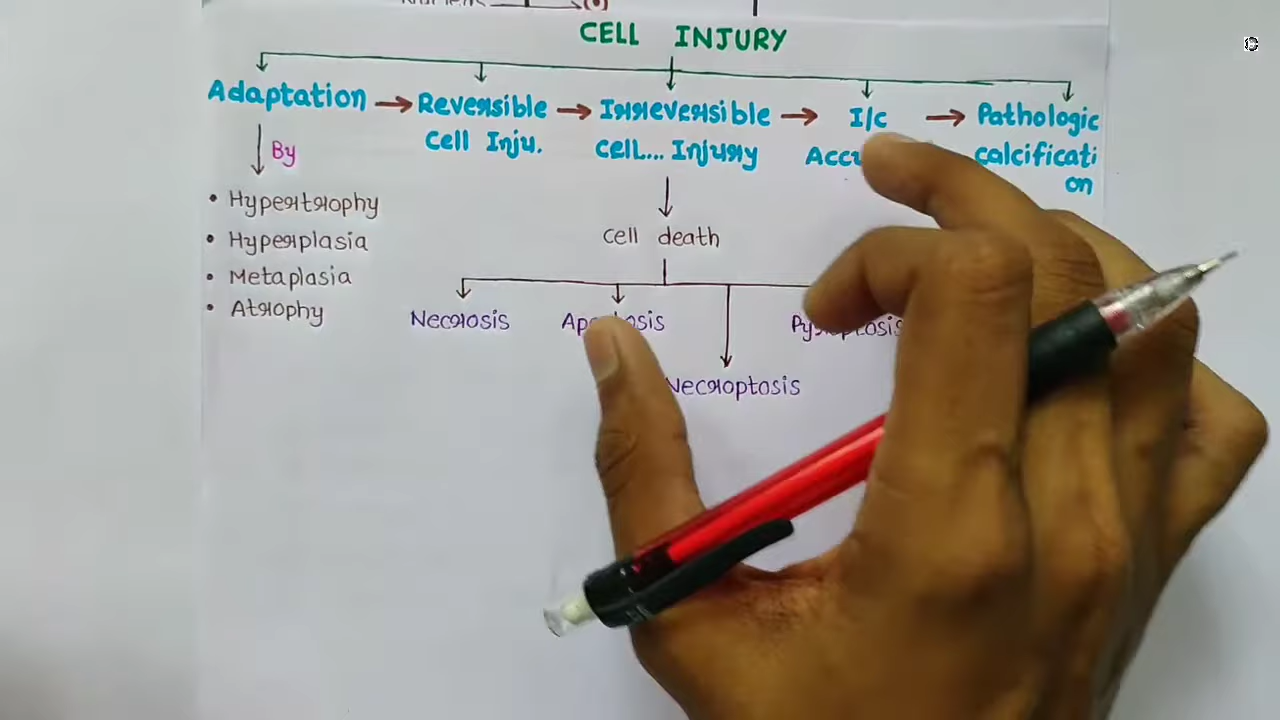 CELL INJURY
Adaptation → Reversible → Irreversible → I/c → Pathologic
Cell Inju. cell... Injury calcificati
on
By
• Hypertrophy
• Hyperplasia
• Metaplasia
• Atrophy
cell death
Necrosis
Necroptosis